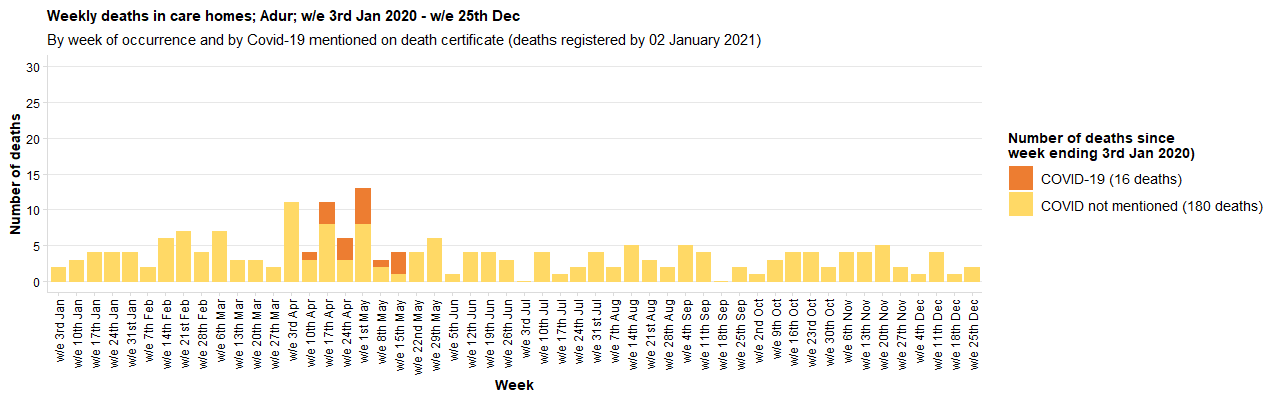 Weekly deaths in care homes; Adur; w/e 3rd Jan 2020 - w/e 25th Dec
By week of occurrence and by Covid-19 mentioned on death certificate (deaths registered by 02 January 2021)
Number of deaths
30
25
20
15
10
5
0
w/e 3rd Jan
w/e 10th Jan
w/e 17th Jan
w/e 24th Jan
w/e 31st Jan
w/e 7th Feb
w/e 14th Feb
w/e 21st Feb
w/e 28th Feb
w/e 6th Mar
w/e 13th Mar
w/e 20th Mar
w/e 27th Mar
w/e 3rd Apr
w/e 10th Apr
w/e 17th Apr
w/e 24th Apr
w/e 1st May
w/e 8th May
w/e 15th May
w/e 22nd May
w/e 29th May
w/e 5th Jun
w/e 12th Jun
w/e 19th Jun
w/e 26th Jun
w/e 3rd Jul
w/e 10th Jul
w/e 17th Jul
w/e 24th Jul
w/e 31st Jul
w/e 7th Aug
w/e 14th Aug
w/e 21st Aug
w/e 28th Aug
w/e 4th Sep
w/e 11th Sep
w/e 18th Sep
w/e 25th Sep
w/e 2nd Oct
w/e 9th Oct
w/e 16th Oct
w/e 23rd Oct
w/e 30th Oct
w/e 6th Nov
w/e 13th Nov
w/e 20th Nov
w/e 27th Nov
w/e 4th Dec
w/e 11th Dec
w/e 18th Dec
w/e 25th Dec
Week
Number of deaths since
week ending 3rd Jan 2020)
COVID-19 (16 deaths)
COVID not mentioned (180 deaths)